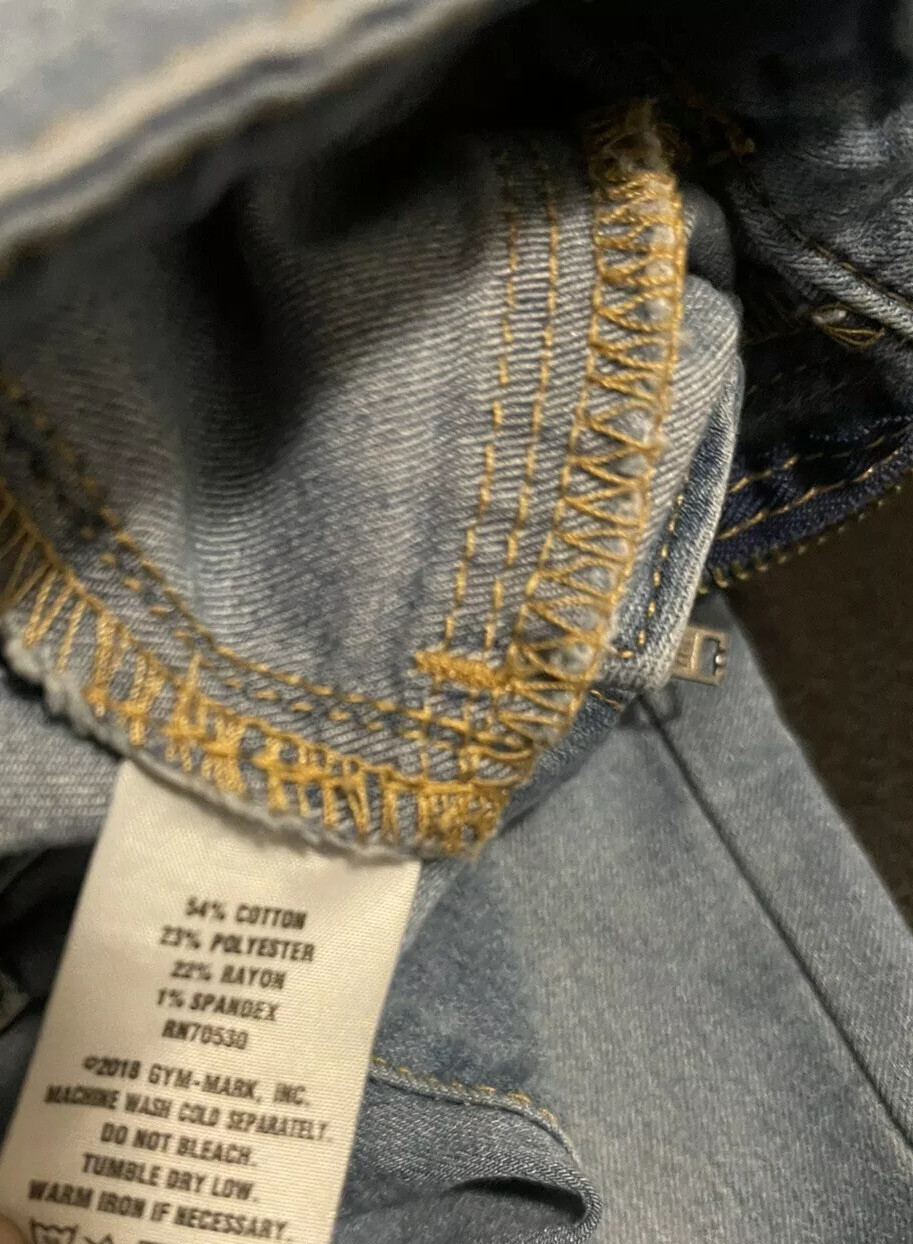 54% COTTON
23% POLYESTER
22% RAYON
1% SPANDEX
RN70530
©2018 GYM-MARK, INC.
MACHINE WASH COLD SEPARATELY.
DO NOT BLEACH.
TUMBLE DRY LOW.
WARM IRON IF NECESSARY.